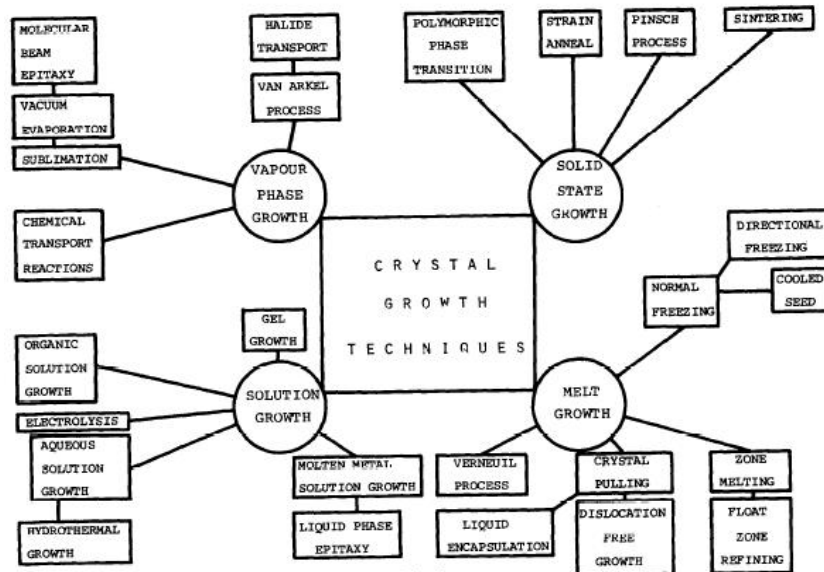 MOLECULAR
BEAM
EPITAXY
VACUUM
EVAPORATION
SUBLIMATION
CHEMICAL
TRANSPORT
REACTIONS
HALIDE
TRANSPORT
VAN ARKEL
PROCESS
VAPOUR
PHASE
GROWTH
POLYMORPHIC
PHASE
TRANSITION
STRAIN
ANNEAL
PINSCH
PROCESS
SINTERING
SOLID
STATE
GROWTH
CRYSTAL
GROWTH
TECHNIQUES
DIRECTIONAL
FREEZING
NORMAL
FREEZING
COOLED
SEED
GEL
GROWTH
ORGANIC
SOLUTION
GROWTH
ELECTROLYSIS
AQUEOUS
SOLUTION
GROWTH
HYDROTHERMAL
GROWTH
SOLUTION
GROWTH
MOLTEN METAL
SOLUTION GROWTH
LIQUID PHASE
EPITAXY
MELT
GROWTH
VERNEUIL
PROCESS
CRYSTAL
PULLING
LIQUID
ENCAPSULATION
DISLOCATION
FREE
GROWTH
ZONE
MELTING
FLOAT
ZONE
REFINING